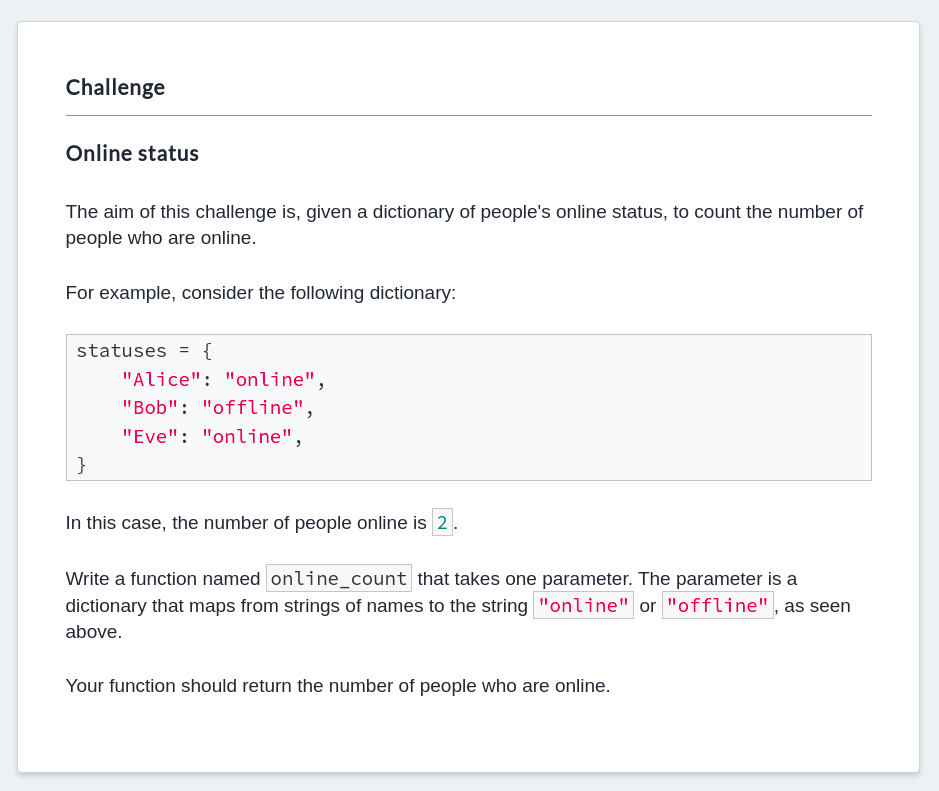 Challenge
Online status
The aim of this challenge is, given a dictionary of people's online status, to count the number of
people who are online.
For example, consider the following dictionary:
statuses = {
    "Alice": "online",
    "Bob": "offline",
    "Eve": "online",
}
In this case, the number of people online is 2.
Write a function named online_count that takes one parameter. The parameter is a
dictionary that maps from strings of names to the string "online" or "offline", as seen
above.
Your function should return the number of people who are online.